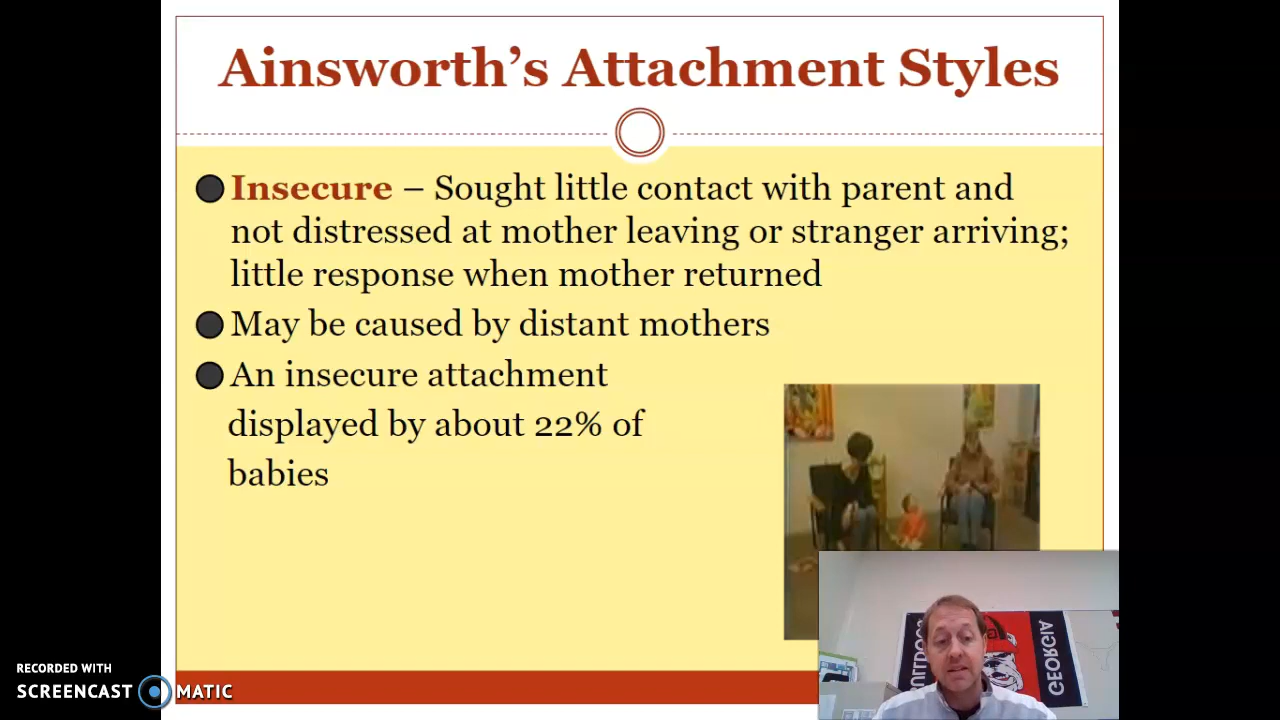 Ainsworth’s Attachment Styles
Insecure – Sought little contact with parent and
not distressed at mother leaving or stranger arriving;
little response when mother returned
May be caused by distant mothers
An insecure attachment
displayed by about 22% of
babies
BULLDOGS
GEORGIA
RECORDED WITH
SCREENCAST MATIC